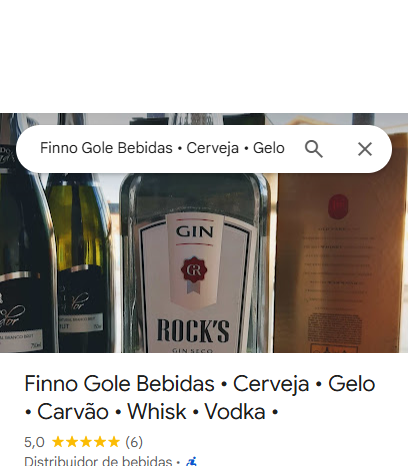 Finno Gole Bebidas • Cerveja • Gelo
GIN
GR
ROCK'S
GIN SECO
Finno Gole Bebidas • Cerveja • Gelo
• Carvão • Whisk • Vodka •
5,0 ★★★★★ (6)
Distribuidor de bebidas •